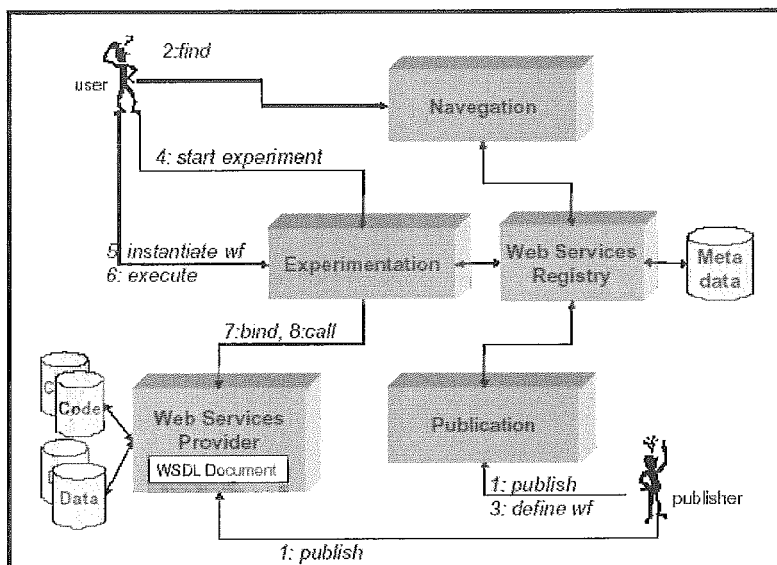 2:find
user
Navegation
4: start experiment
5: instantiate wf
6: execute
Experimentation
Web Services
Registry
Meta
data
7:bind, 8:call
C
Code
D
Data
Web Services
Provider
WSDL Document
Publication
1: publish
3: define wf
publisher
1: publish